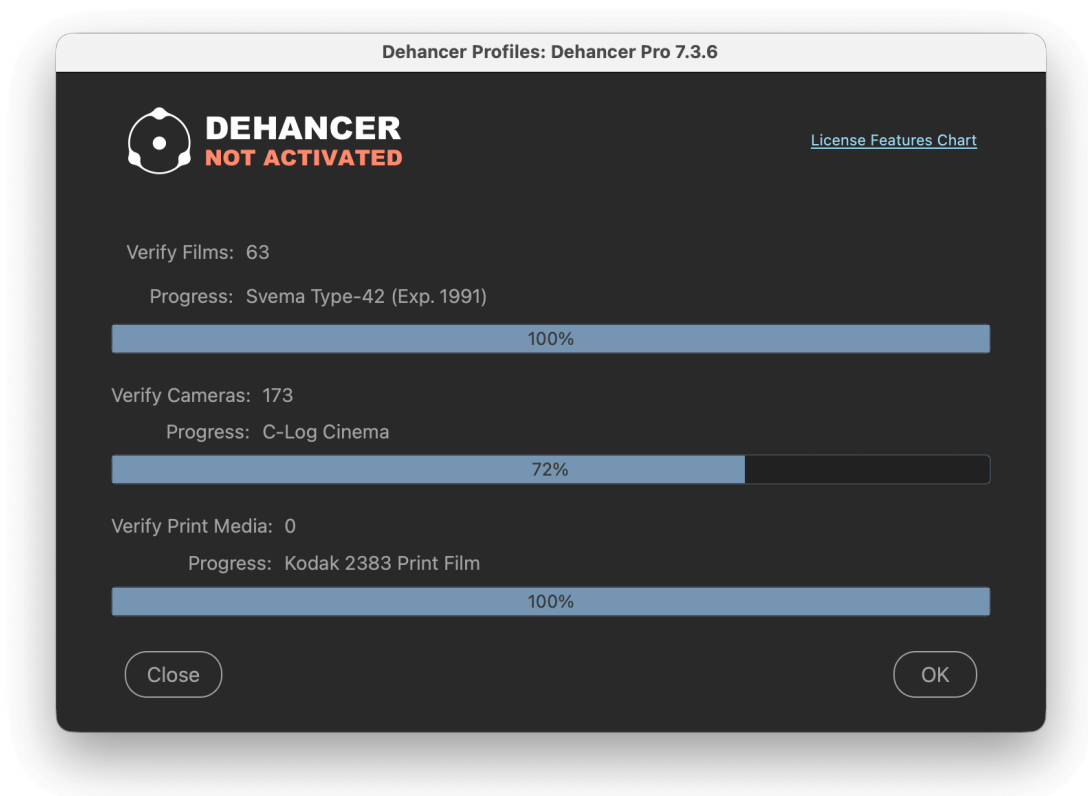 Dehancer Profiles: Dehancer Pro 7.3.6
DEHANCER
NOT ACTIVATED
License Features Chart
Verify Films: 63
Progress: Svema Type-42 (Exp. 1991)
100%
Verify Cameras: 173
Progress: C-Log Cinema
72%
Verify Print Media: 0
Progress: Kodak 2383 Print Film
100%
Close OK